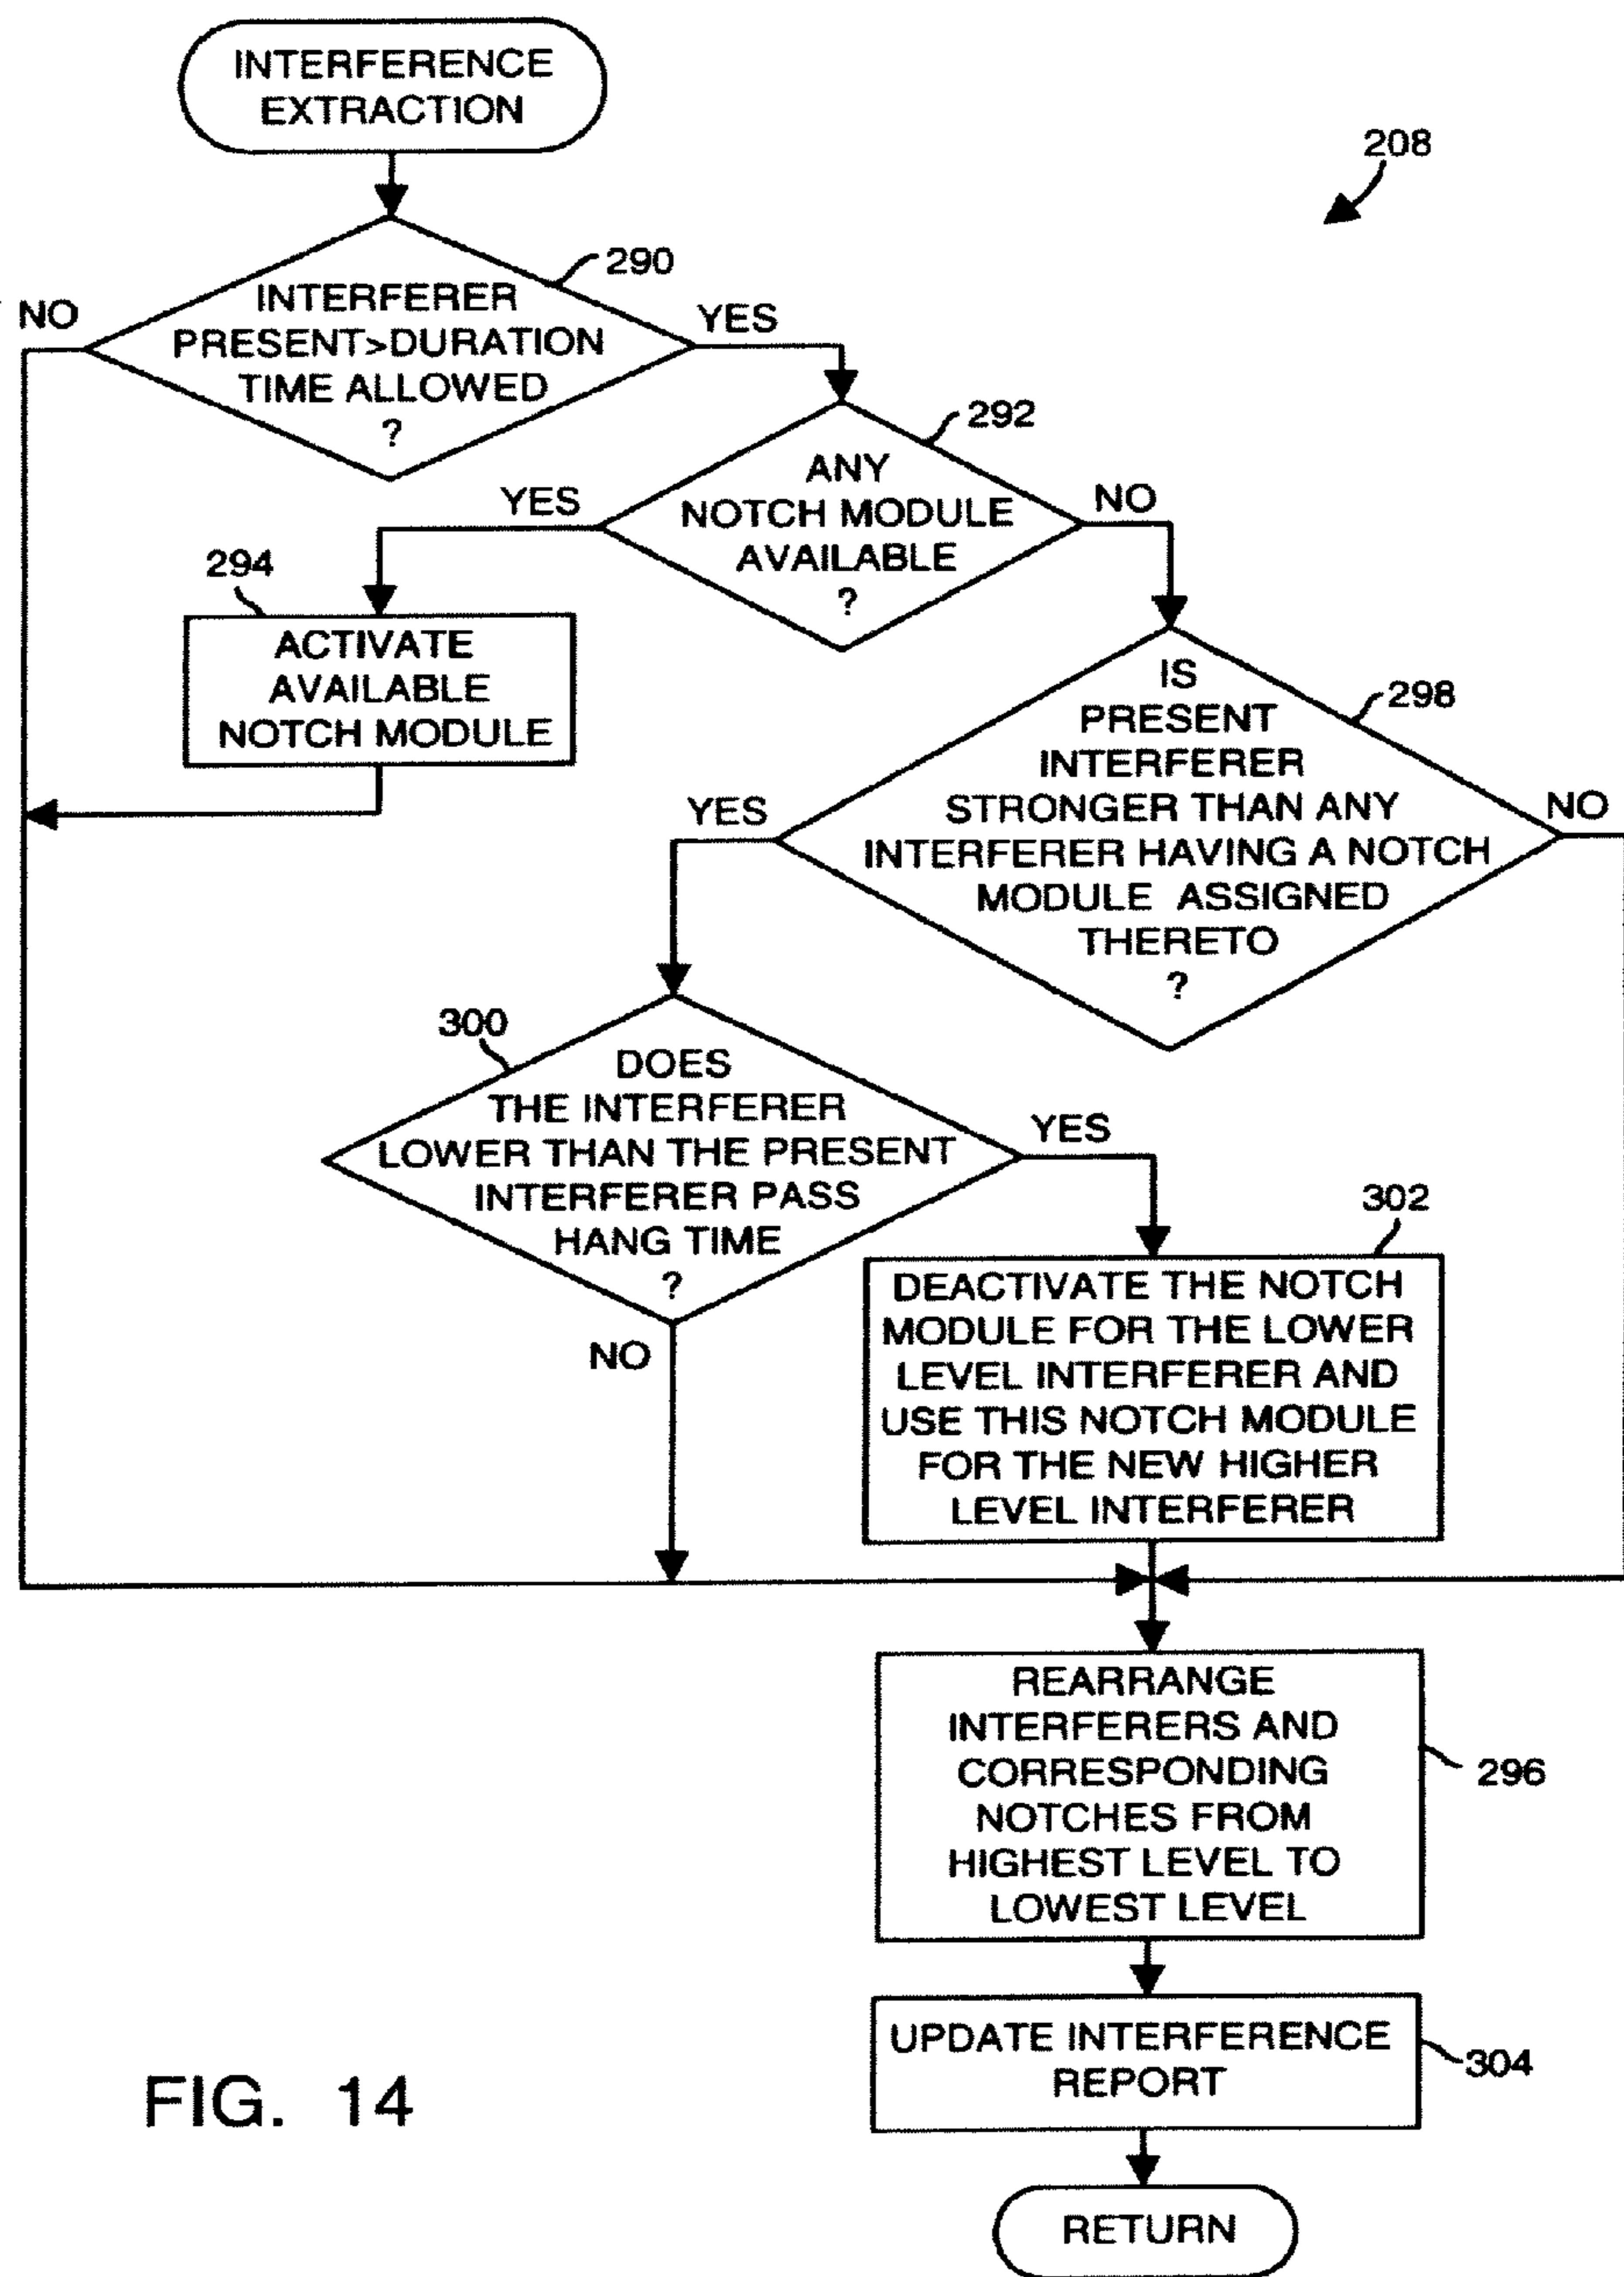 INTERFERENCE
EXTRACTION
208
290
INTERFERER
PRESENT>DURATION
TIME ALLOWED
?
NO
YES
292
ANY
NOTCH MODULE
AVAILABLE
?
YES
NO
294
ACTIVATE
AVAILABLE
NOTCH MODULE
298
IS
PRESENT
INTERFERER
STRONGER THAN ANY
INTERFERER HAVING A NOTCH
MODULE ASSIGNED
THERETO
?
YES
NO
300
DOES
THE INTERFERER
LOWER THAN THE PRESENT
INTERFERER PASS
HANG TIME
?
YES
NO
302
DEACTIVATE THE NOTCH
MODULE FOR THE LOWER
LEVEL INTERFERER AND
USE THIS NOTCH MODULE
FOR THE NEW HIGHER
LEVEL INTERFERER
REARRANGE
INTERFERERS AND
CORRESPONDING
NOTCHES FROM
HIGHEST LEVEL TO
LOWEST LEVEL
296
UPDATE INTERFERENCE
REPORT
304
RETURN
FIG. 14